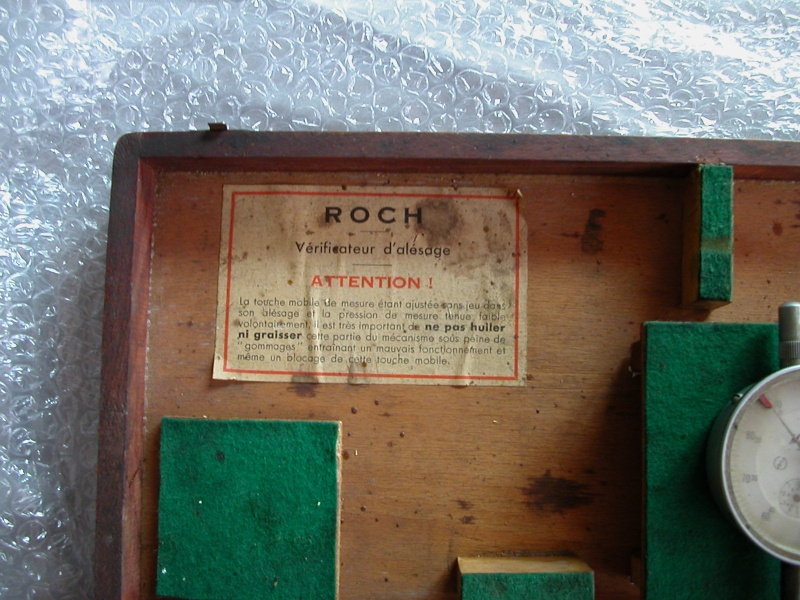 ROCH
Vérificateur d'alésage
ATTENTION !
La touche mobile de mesure étant ajustée sans jeu dans
son alésage et la pression de mesure tenue faible
volontairement, il est très important de ne pas huiler
ni graisser cette partie du mécanisme sous peine de
"gommages" entraînant un mauvais fonctionnement et
même un blocage de cette touche mobile.